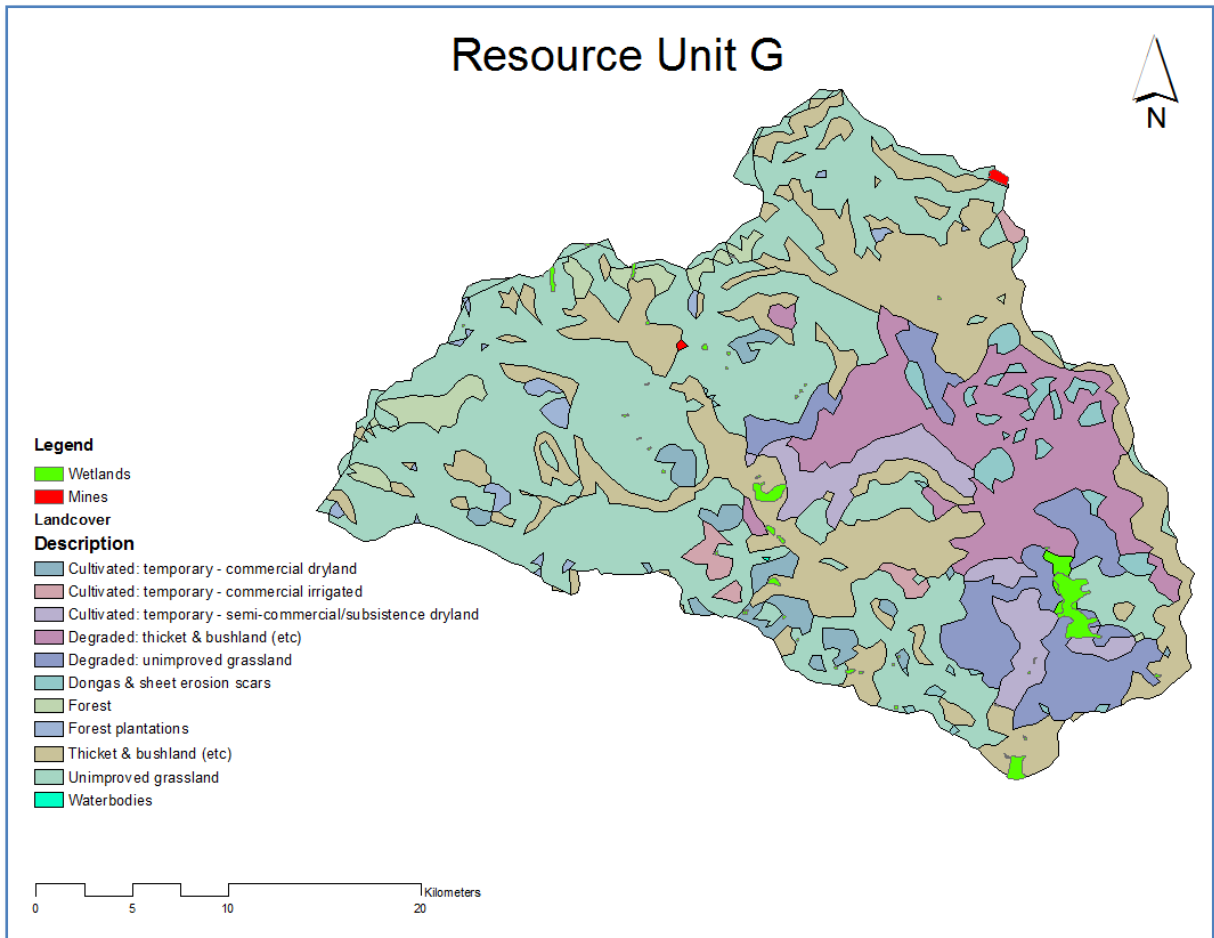 Resource Unit G
N
Legend
Wetlands
Mines
Landcover
Description
Cultivated: temporary - commercial dryland
Cultivated: temporary - commercial irrigated
Cultivated: temporary - semi-commercial/subsistence dryland
Degraded: thicket & bushland (etc)
Degraded: unimproved grassland
Dongas & sheet erosion scars
Forest
Forest plantations
Thicket & bushland (etc)
Unimproved grassland
Waterbodies
Kilometers
0 5 10 20